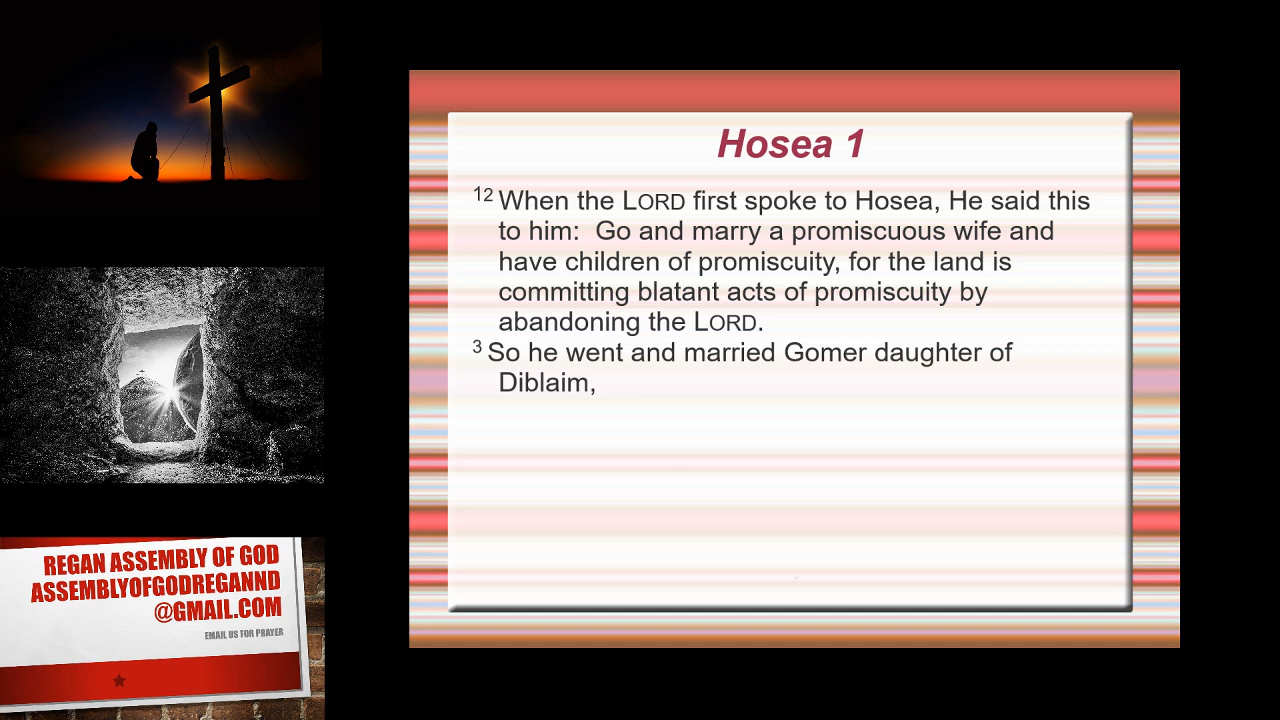 Hosea 1
12 When the LORD first spoke to Hosea, He said this
to him: Go and marry a promiscuous wife and
have children of promiscuity, for the land is
committing blatant acts of promiscuity by
abandoning the LORD.
3 So he went and married Gomer daughter of
Diblaim,
REGAN ASSEMBLY OF GOD
ASSEMBLYOFGODREGANND
@GMAIL.COM
EMAIL US FOR PRAYER